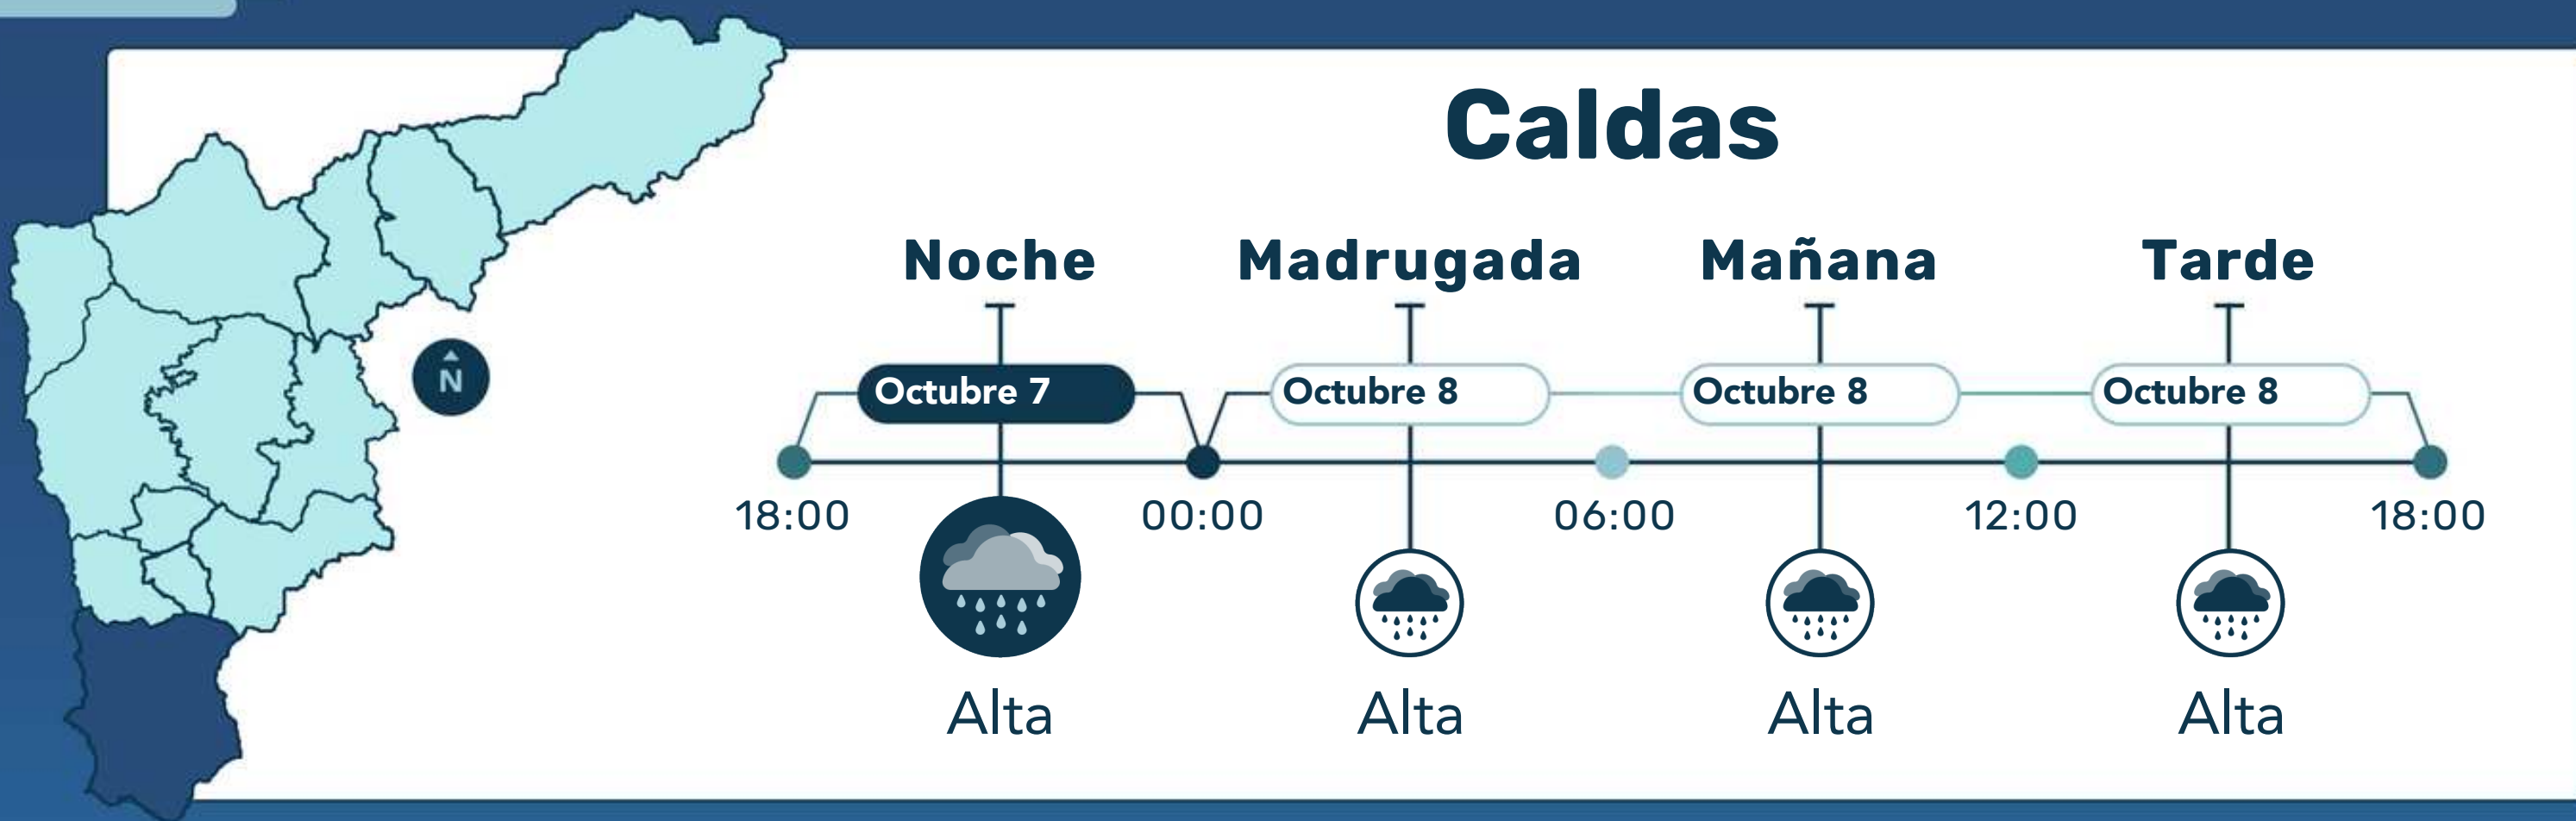 Caldas
Noche Madrugada Mañana Tarde
N
Octubre 7 Octubre 8 Octubre 8 Octubre 8
18:00 00:00 06:00 12:00 18:00
Alta Alta Alta Alta